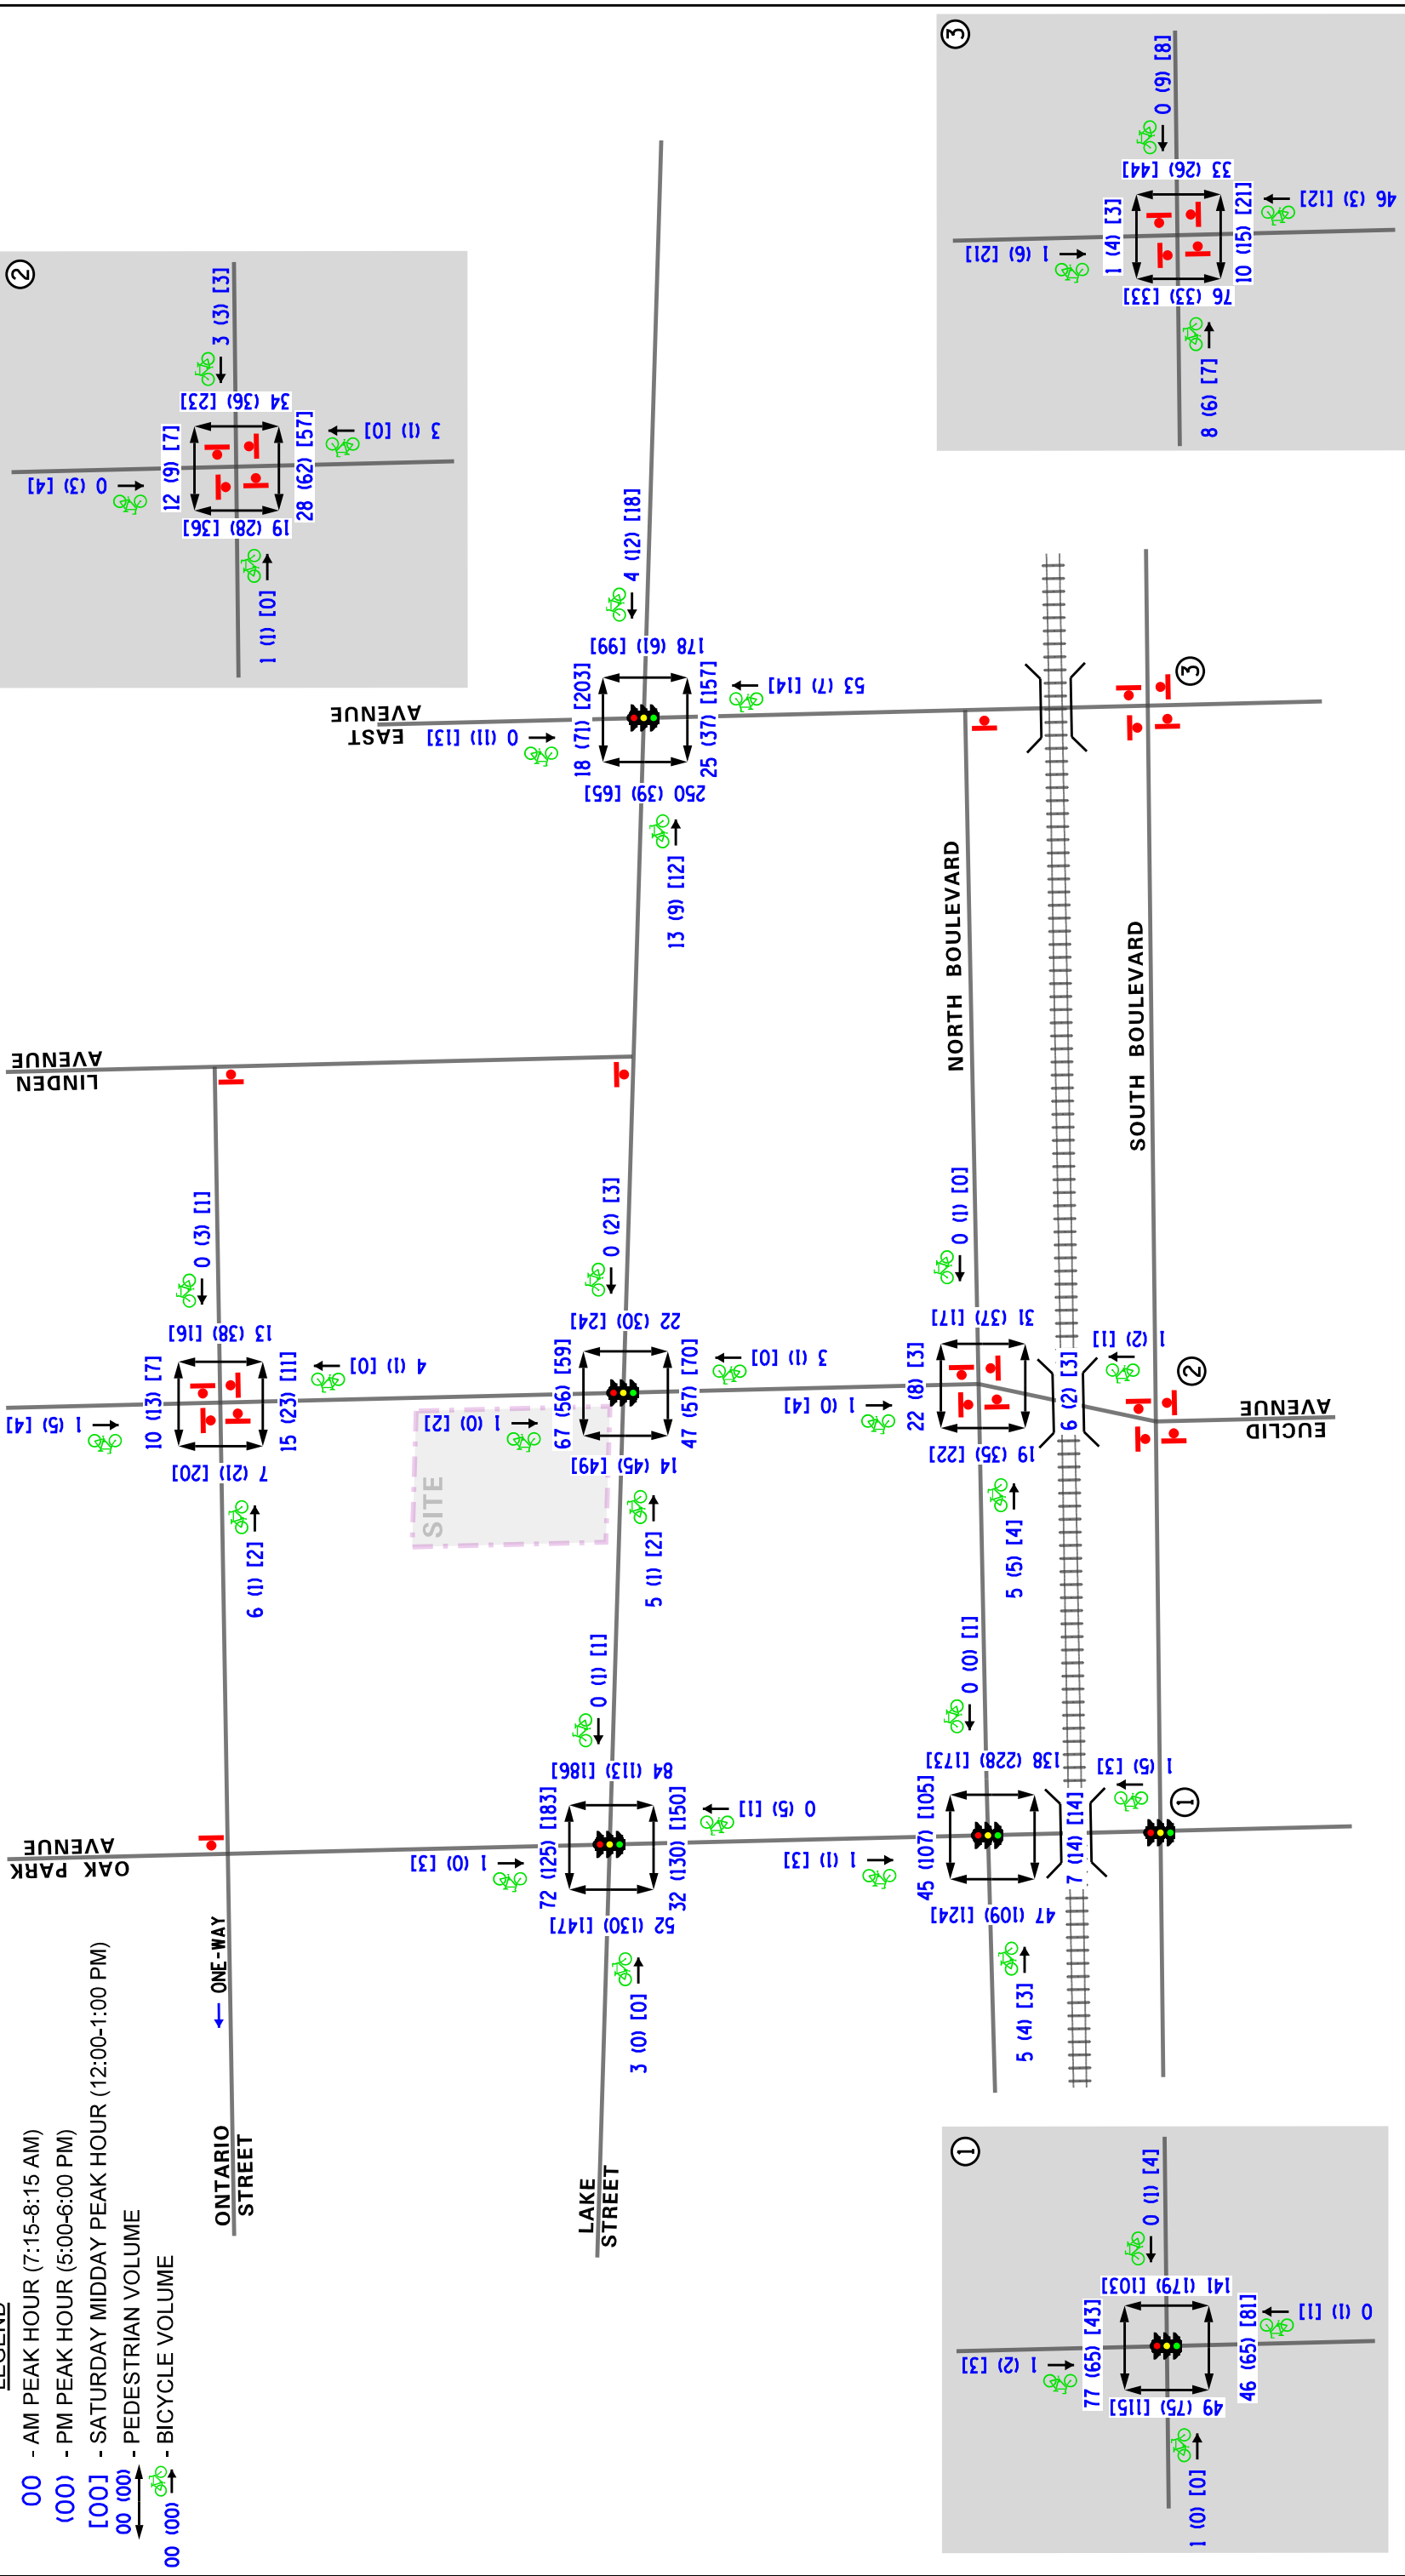 LEGEND
00 - AM PEAK HOUR (7:15-8:15 AM)
(00) - PM PEAK HOUR (5:00-6:00 PM)
[00] - SATURDAY MIDDAY PEAK HOUR (12:00-1:00 PM)
00 (00) - PEDESTRIAN VOLUME
00 (00) - BICYCLE VOLUME
OAK PARK
AVENUE
LINDEN
AVENUE
EAST
AVENUE
ONE-WAY
ONTARIO
STREET
1 (5) [4]
10 (13) [7]
7 (21) [20]
13 (38) [16]
15 (23) [11]
0 (3) [1]
6 (1) [2]
4 (1) [0]
SITE
LAKE
STREET
1 (0) [3]
72 (125) [183]
52 (130) [147]
84 (113) [186]
32 (130) [150]
0 (1) [1]
3 (0) [0]
0 (5) [1]
1 (0) [2]
67 (56) [59]
14 (45) [49]
22 (30) [24]
47 (57) [70]
0 (2) [3]
5 (1) [2]
3 (1) [0]
0 (11) [13]
18 (71) [203]
250 (39) [65]
178 (61) [99]
25 (37) [157]
4 (12) [18]
13 (9) [12]
53 (7) [14]
NORTH BOULEVARD
1 (1) [3]
45 (107) [105]
47 (109) [124]
138 (228) [173]
0 (0) [1]
5 (4) [3]
7 (14) [14]
1 (5) [3]
1 (0) [4]
22 (8) [3]
19 (35) [22]
31 (37) [17]
0 (1) [0]
5 (5) [4]
6 (2) [3]
1 (2) [1]
SOUTH BOULEVARD
1
2
3
EUCLID
AVENUE
1
1 (2) [3]
77 (65) [43]
49 (75) [115]
141 (179) [103]
46 (65) [81]
0 (1) [4]
1 (0) [0]
0 (1) [1]
2
0 (3) [4]
12 (9) [7]
19 (28) [36]
34 (36) [23]
28 (62) [57]
3 (3) [3]
1 (1) [0]
3 (1) [0]
3
1 (6) [21]
1 (4) [3]
76 (33) [33]
33 (26) [44]
10 (15) [21]
0 (9) [8]
8 (6) [7]
46 (3) [12]